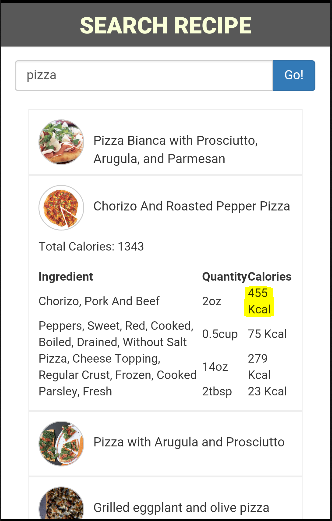 SEARCH RECIPE
pizza Go!
Pizza Bianca with Prosciutto,
Arugula, and Parmesan
Chorizo And Roasted Pepper Pizza
Total Calories: 1343
Ingredient QuantityCalories
Chorizo, Pork And Beef 2oz 455
Kcal
Peppers, Sweet, Red, Cooked,
Boiled, Drained, Without Salt 0.5cup 75 Kcal
Pizza, Cheese Topping,
Regular Crust, Frozen, Cooked 14oz 279
Kcal
Parsley, Fresh 2tbsp 23 Kcal
Pizza with Arugula and Prosciutto
Grilled eggplant and olive pizza